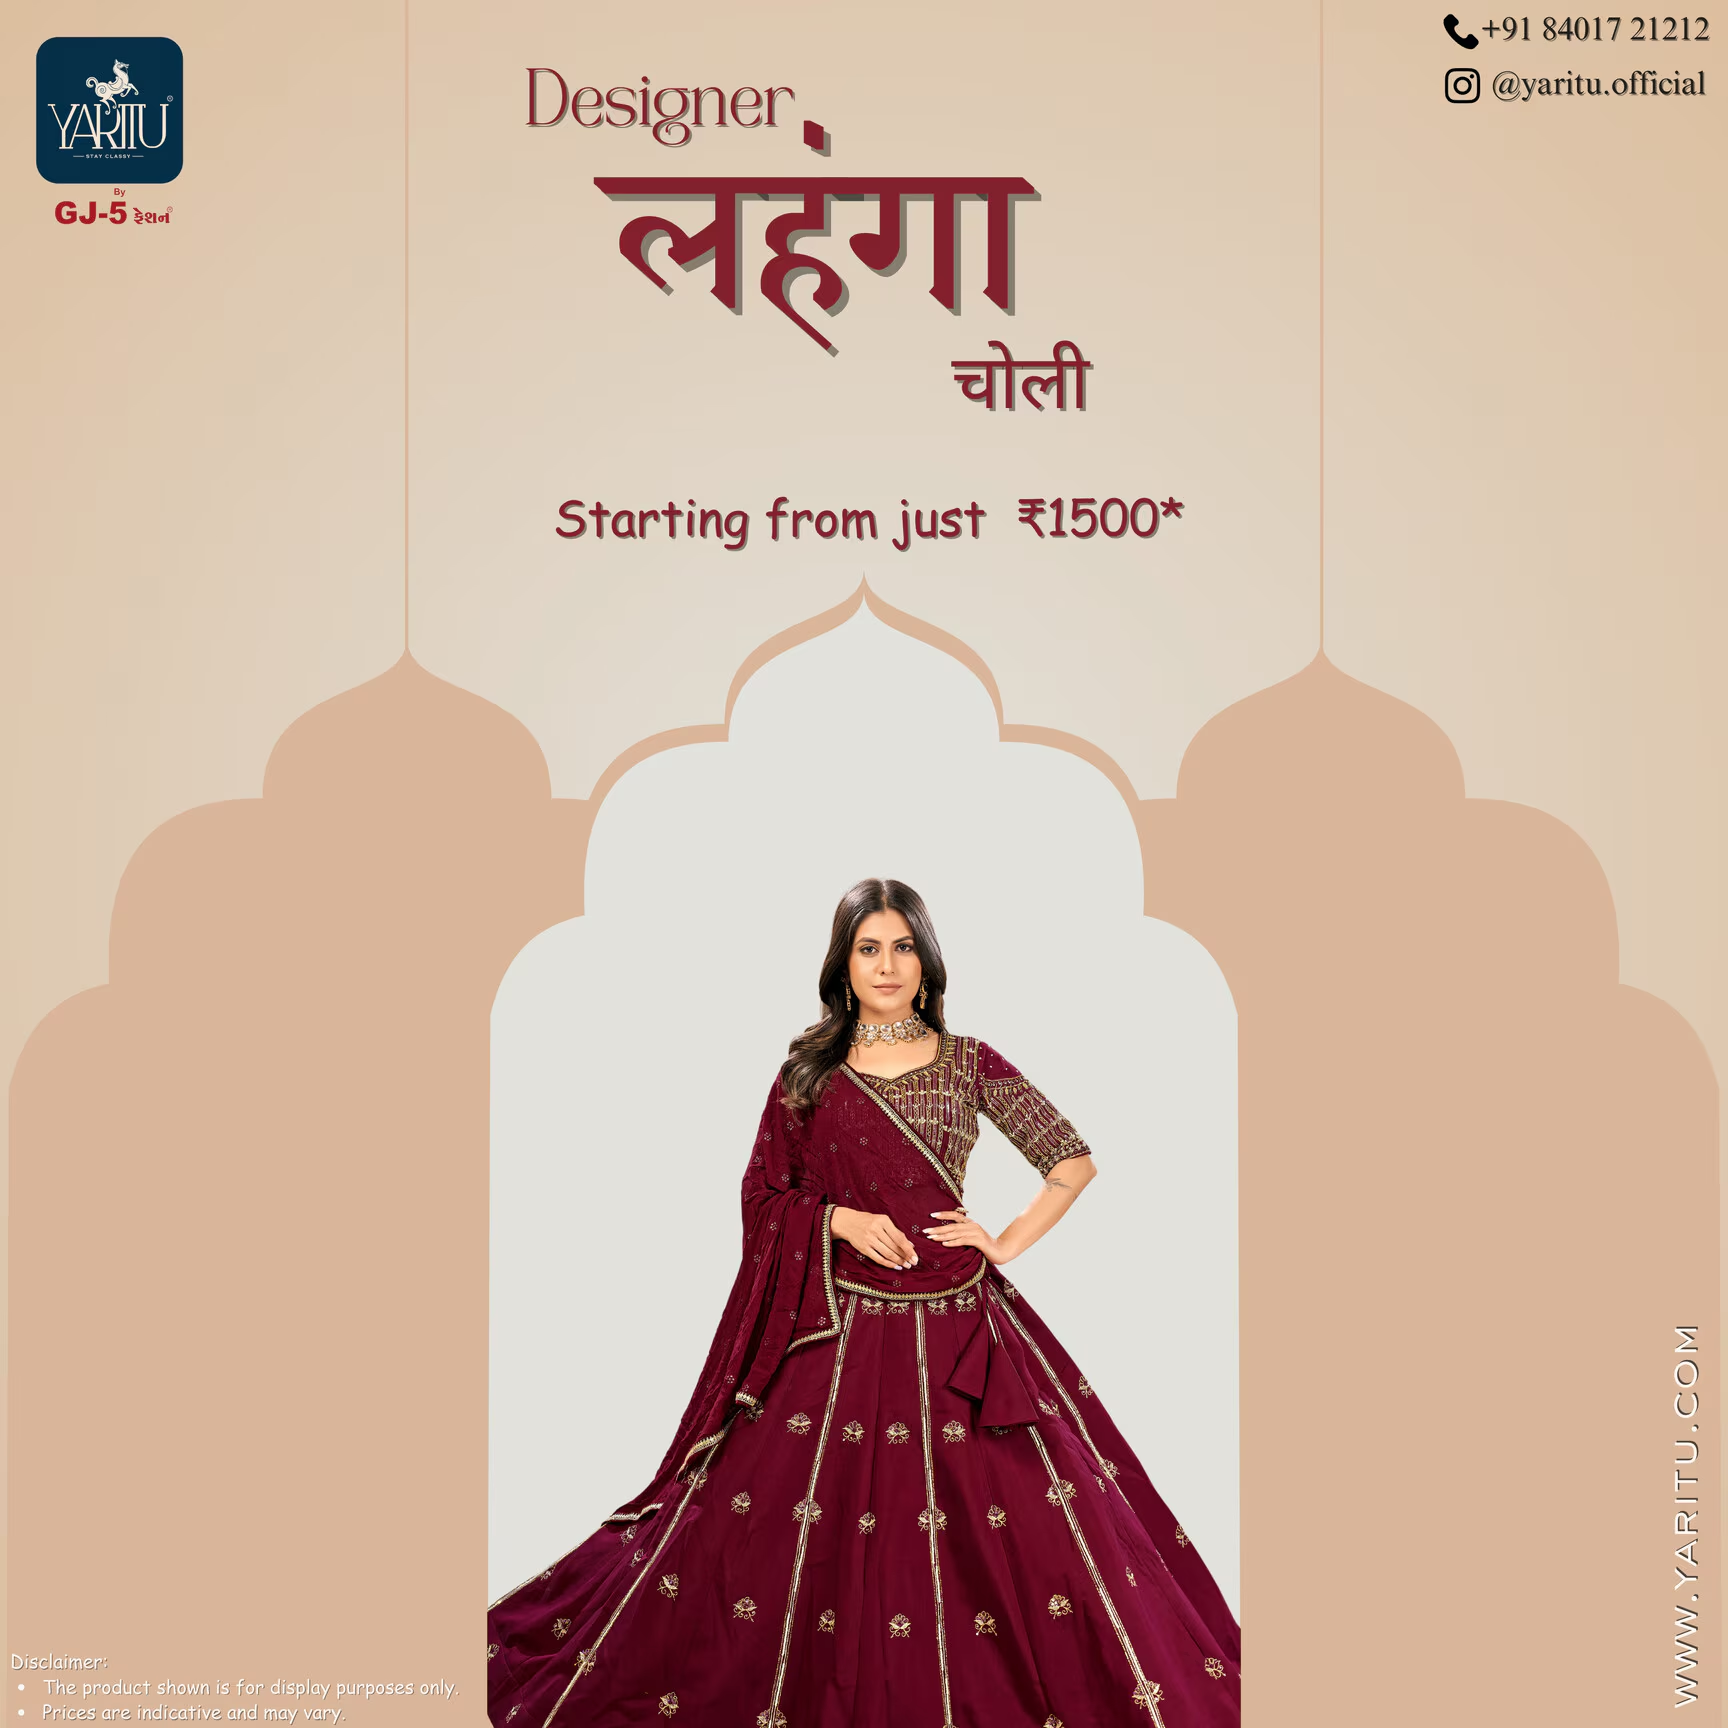 YARITU
STAY CLASSY
By
GJ-5 ફેશન
+91 84017 21212
@yaritu.official
Designer
लहंगा
चोली
Starting from just ₹1500*
WWW.YARITU.COM
Disclaimer:
• The product shown is for display purposes only.
• Prices are indicative and may vary.